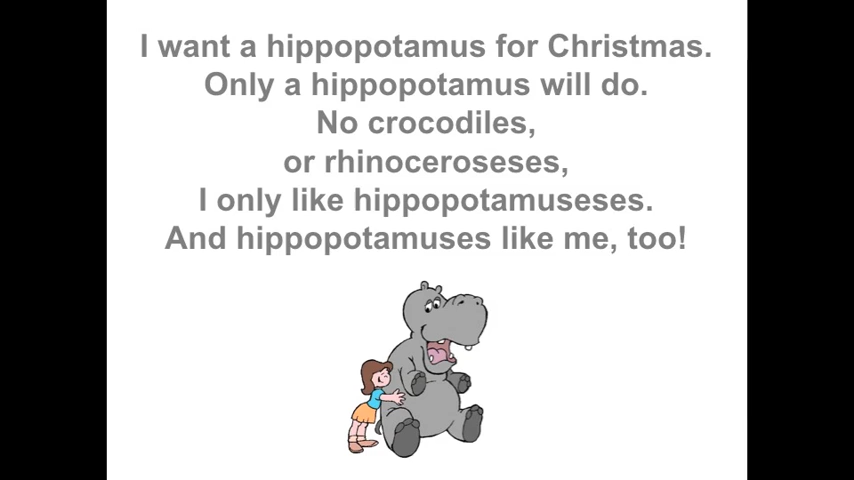 I want a hippopotamus for Christmas.
Only a hippopotamus will do.
No crocodiles,
or rhinoceroseses,
I only like hippopotamuseses.
And hippopotamuses like me, too!